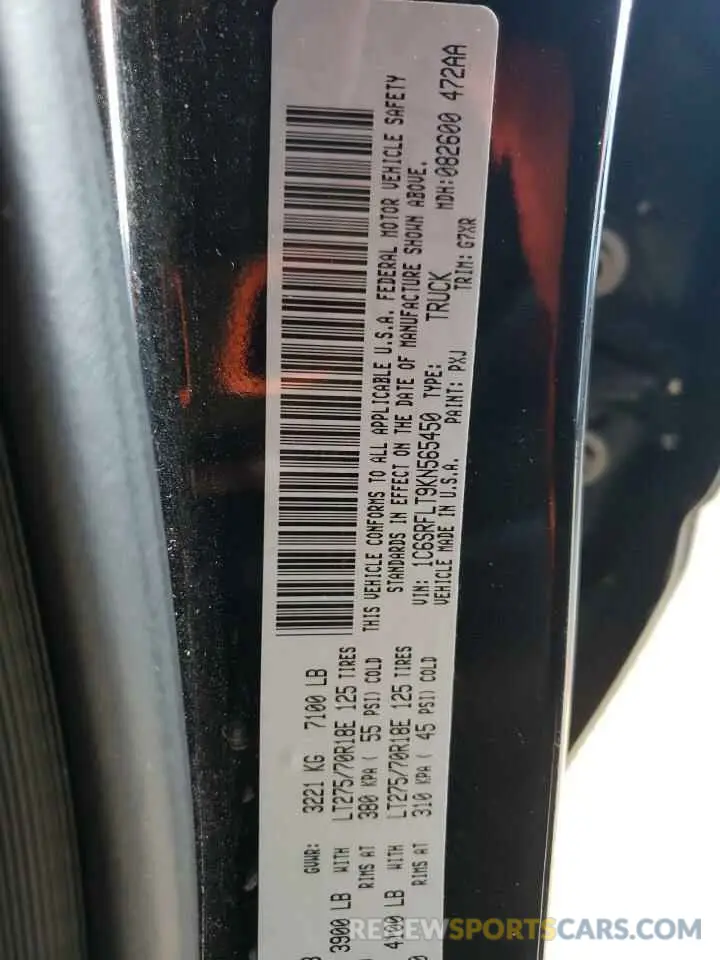 GVWR: 3221 KG 7100 LB
3900 LB WITH LT275/70R18E 125 TIRES
RIMS AT 380 KPA ( 55 PSI) COLD
4100 LB WITH LT275/70R18E 125 TIRES
RIMS AT 310 KPA ( 45 PSI) COLD
THIS VEHICLE CONFORMS TO ALL APPLICABLE U.S.A. FEDERAL MOTOR VEHICLE SAFETY
STANDARDS IN EFFECT ON THE DATE OF MANUFACTURE SHOWN ABOVE.
VIN: 1C6SRFLT9KN565450 TYPE: TRUCK
VEHICLE MADE IN U.S.A. PAINT: PXJ TRIM: G7XR
MDH: 082600 472AA
REVIEWSPORTSCARS.COM